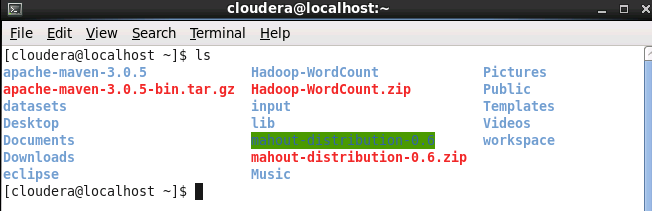 cloudera@localhost:~
File Edit View Search Terminal Help
[cloudera@localhost ~]$ ls
apache-maven-3.0.5 Hadoop-WordCount Pictures
apache-maven-3.0.5-bin.tar.gz Hadoop-WordCount.zip Public
datasets input Templates
Desktop lib Videos
Documents mahout-distribution-0.6 workspace
Downloads mahout-distribution-0.6.zip
eclipse Music
[cloudera@localhost ~]$